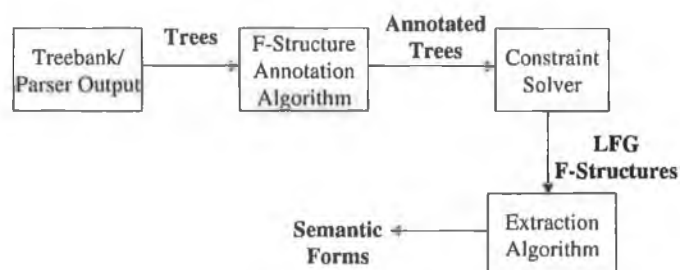 Treebank/
Parser Output
Trees
F-Structure
Annotation
Algorithm
Annotated
Trees
Constraint
Solver
LFG
F-Structures
Extraction
Algorithm
Semantic
Forms